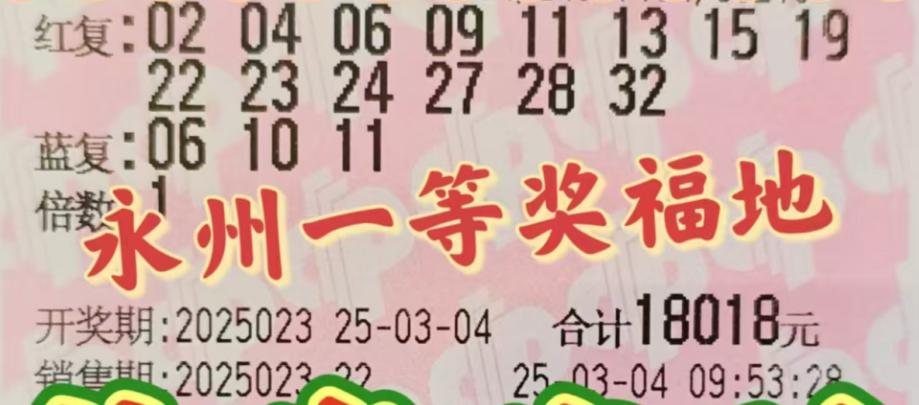 红复:02 04 06 09 11 13 15 19
22 23 24 27 28 32
蓝复:06 10 11
倍数 1
永州一等奖福地
开奖期:2025023 25-03-04 合计18018元
销售期:2025023 22 25-03-04 09:53:28